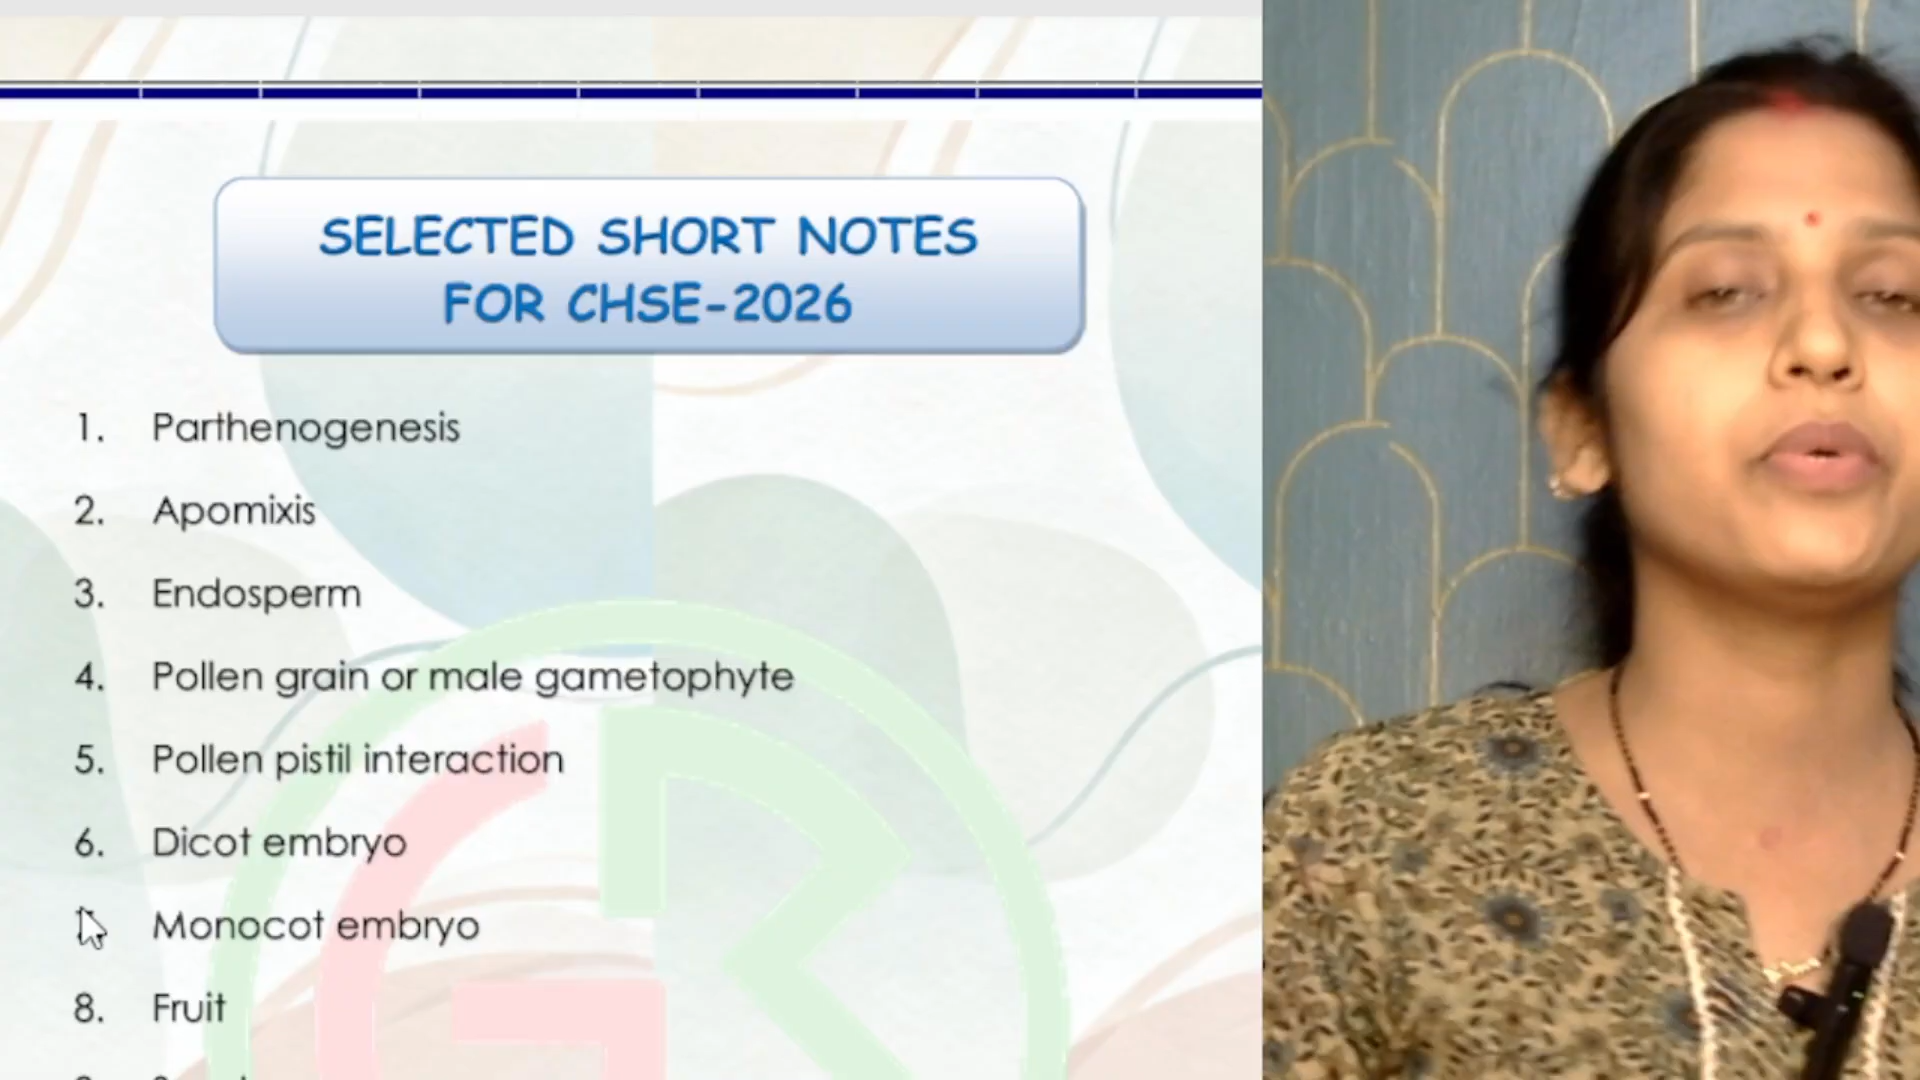 SELECTED SHORT NOTES
FOR CHSE-2026
1. Parthenogenesis
2. Apomixis
3. Endosperm
4. Pollen grain or male gametophyte
5. Pollen pistil interaction
6. Dicot embryo
Monocot embryo
8. Fruit